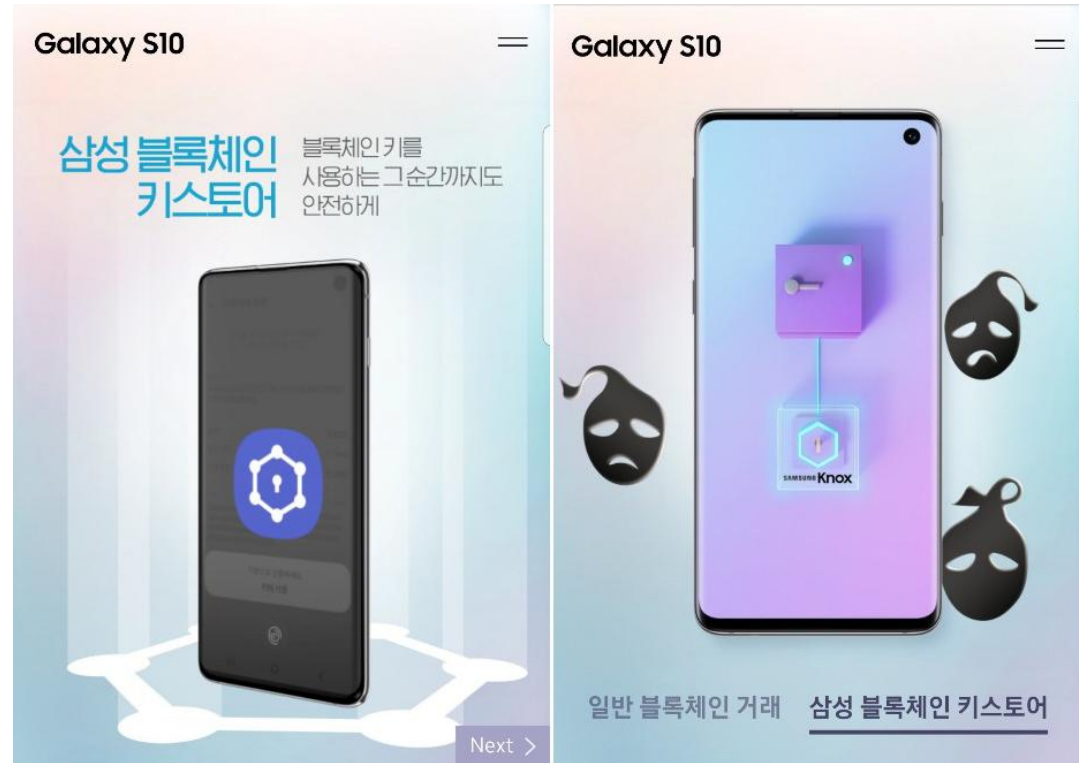 Galaxy S10
삼성 블록체인
키스토어
블록체인 키를
사용하는 그 순간까지도
안전하게
Next >
Galaxy S10
SAMSUNG Knox
일반 블록체인 거래
삼성 블록체인 키스토어